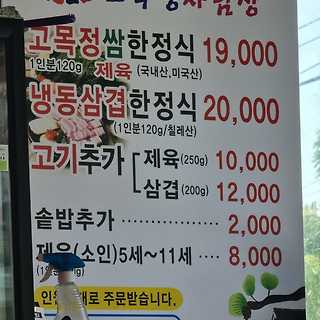 고목정쌈한정식 19,000
1인분120g 제육 (국내산,미국산)
냉동삼겹한정식 20,000
(1인분120g/칠레산)
고기추가 제육 (250g) 10,000
삼겹 (200g) 12,000
솥밥추가 2,000
제육(소인)5세~11세 8,000
주문받습니다.